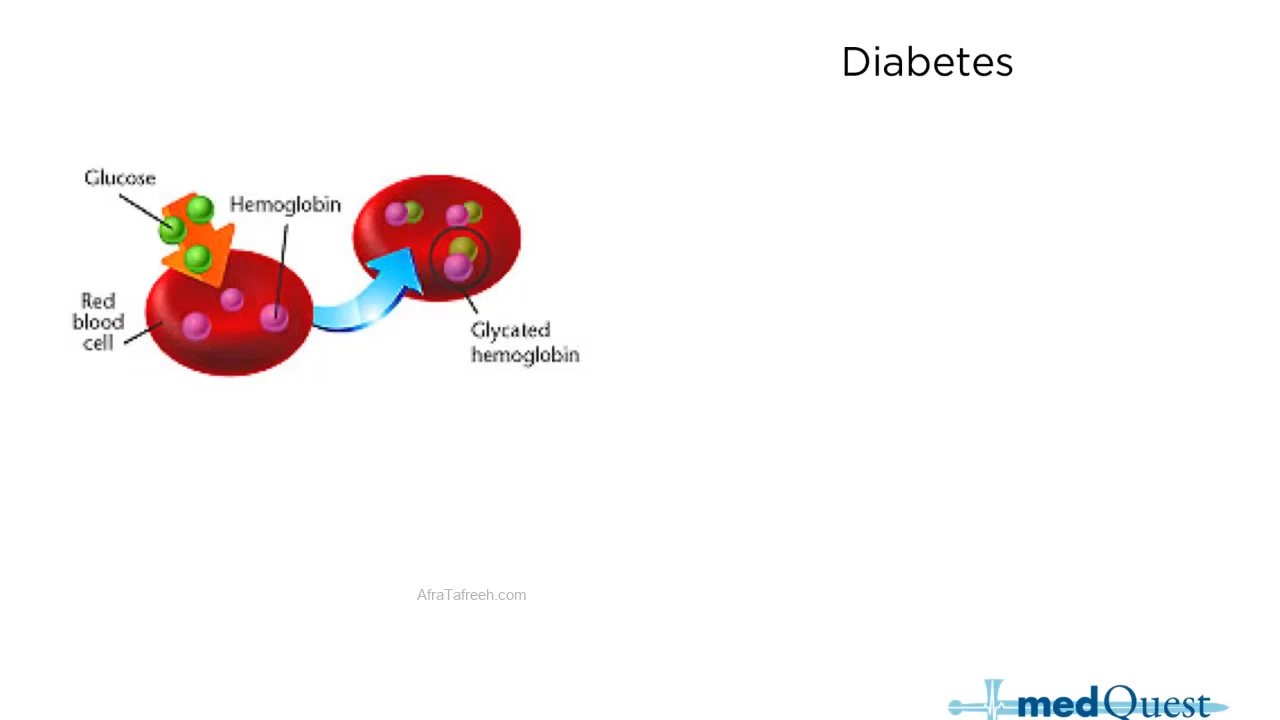 Diabetes
Glucose
Hemoglobin
Red
blood
cell
Glycated
hemoglobin
AfraTafreeh.com
medQuest